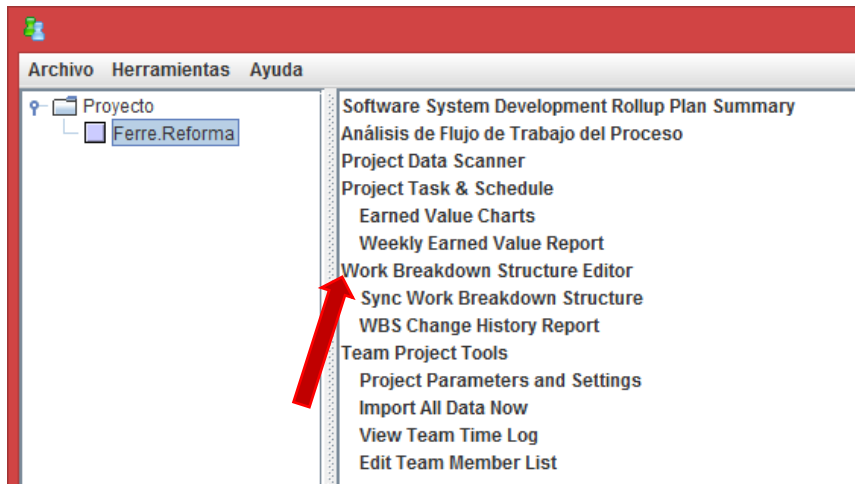 Archivo Herramientas Ayuda
Proyecto
Ferre.Reforma
Software System Development Rollup Plan Summary
Análisis de Flujo de Trabajo del Proceso
Project Data Scanner
Project Task & Schedule
Earned Value Charts
Weekly Earned Value Report
Work Breakdown Structure Editor
Sync Work Breakdown Structure
WBS Change History Report
Team Project Tools
Project Parameters and Settings
Import All Data Now
View Team Time Log
Edit Team Member List